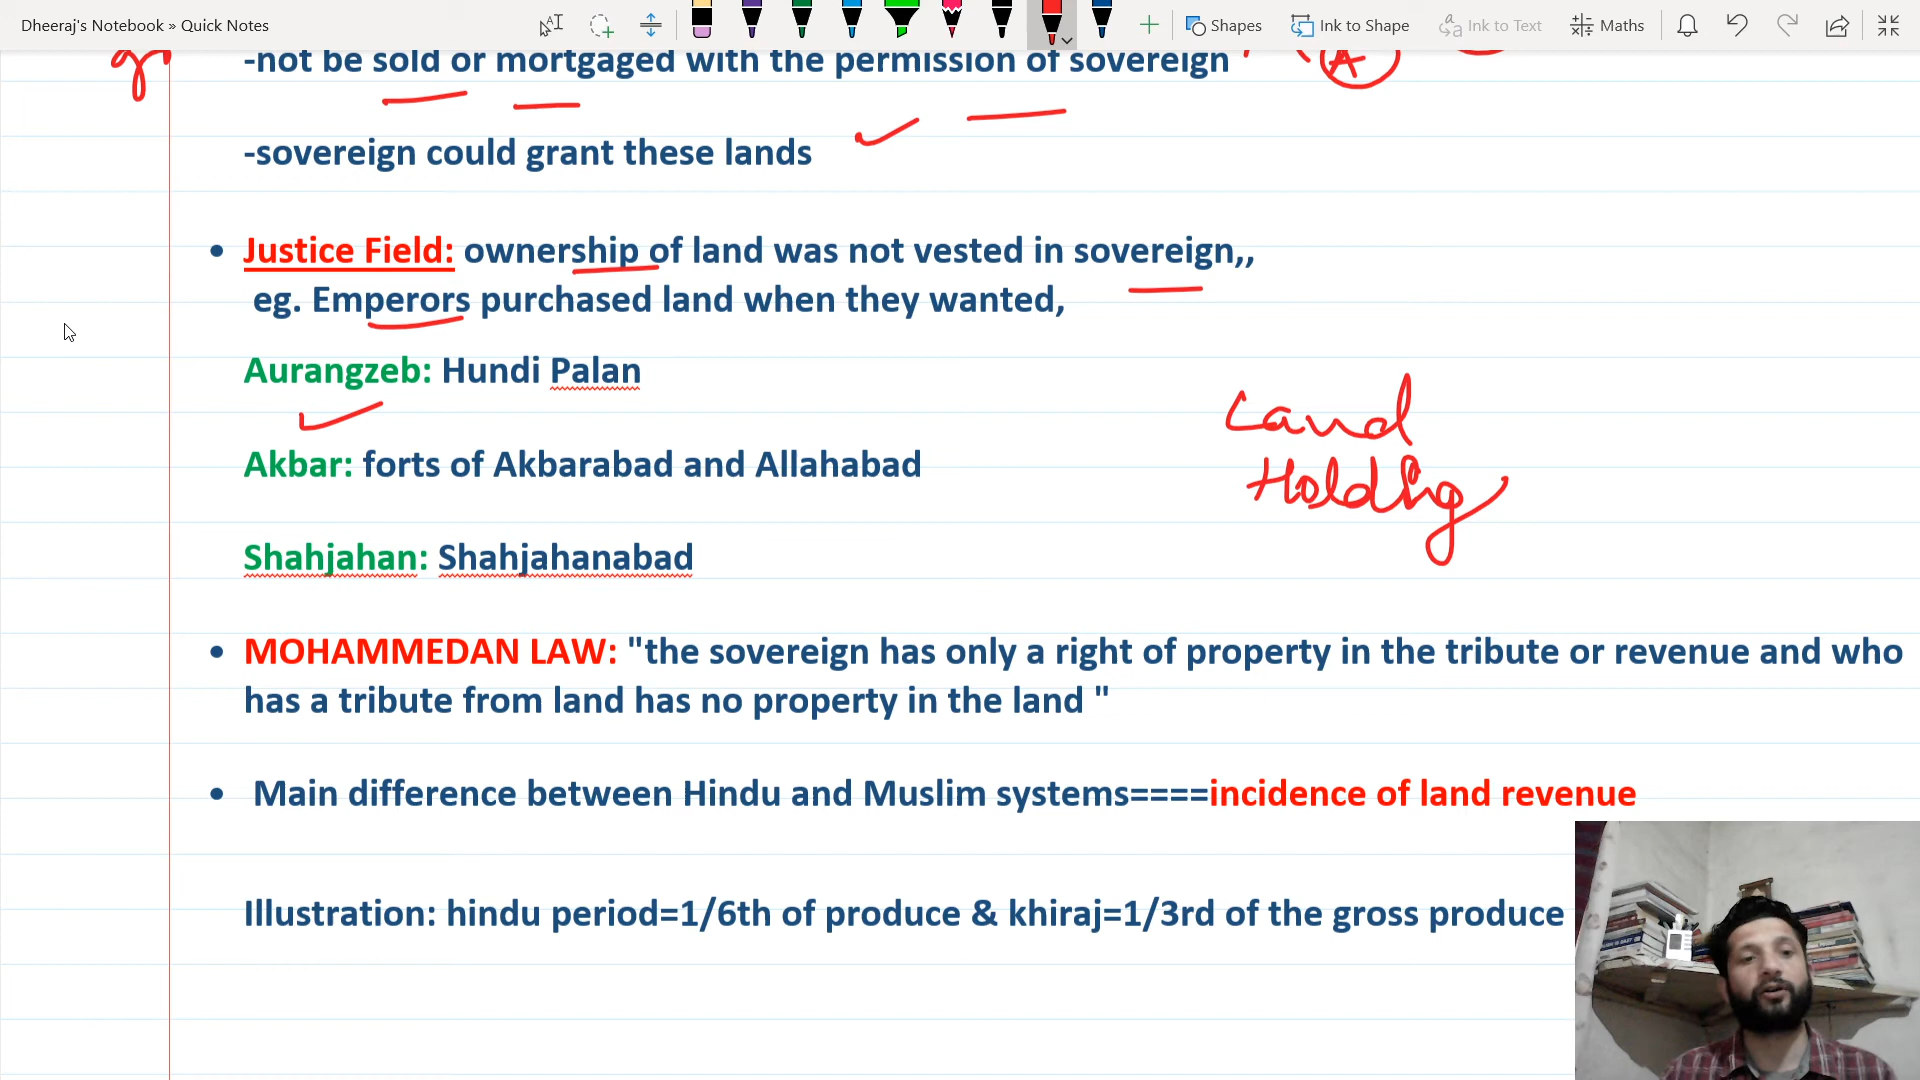 Dheeraj's Notebook » Quick Notes
Shapes
Ink to Shape
Ink to Text
Maths
-not be sold or mortgaged with the permission of sovereign
A
-sovereign could grant these lands
• Justice Field: ownership of land was not vested in sovereign,,
eg. Emperors purchased land when they wanted,
Aurangzeb: Hundi Palan
Land
Akbar: forts of Akbarabad and Allahabad
Holding
Shahjahan: Shahjahanabad
• MOHAMMEDAN LAW: "the sovereign has only a right of property in the tribute or revenue and who
has a tribute from land has no property in the land "
• Main difference between Hindu and Muslim systems====incidence of land revenue
Illustration: hindu period=1/6th of produce & khiraj=1/3rd of the gross produce